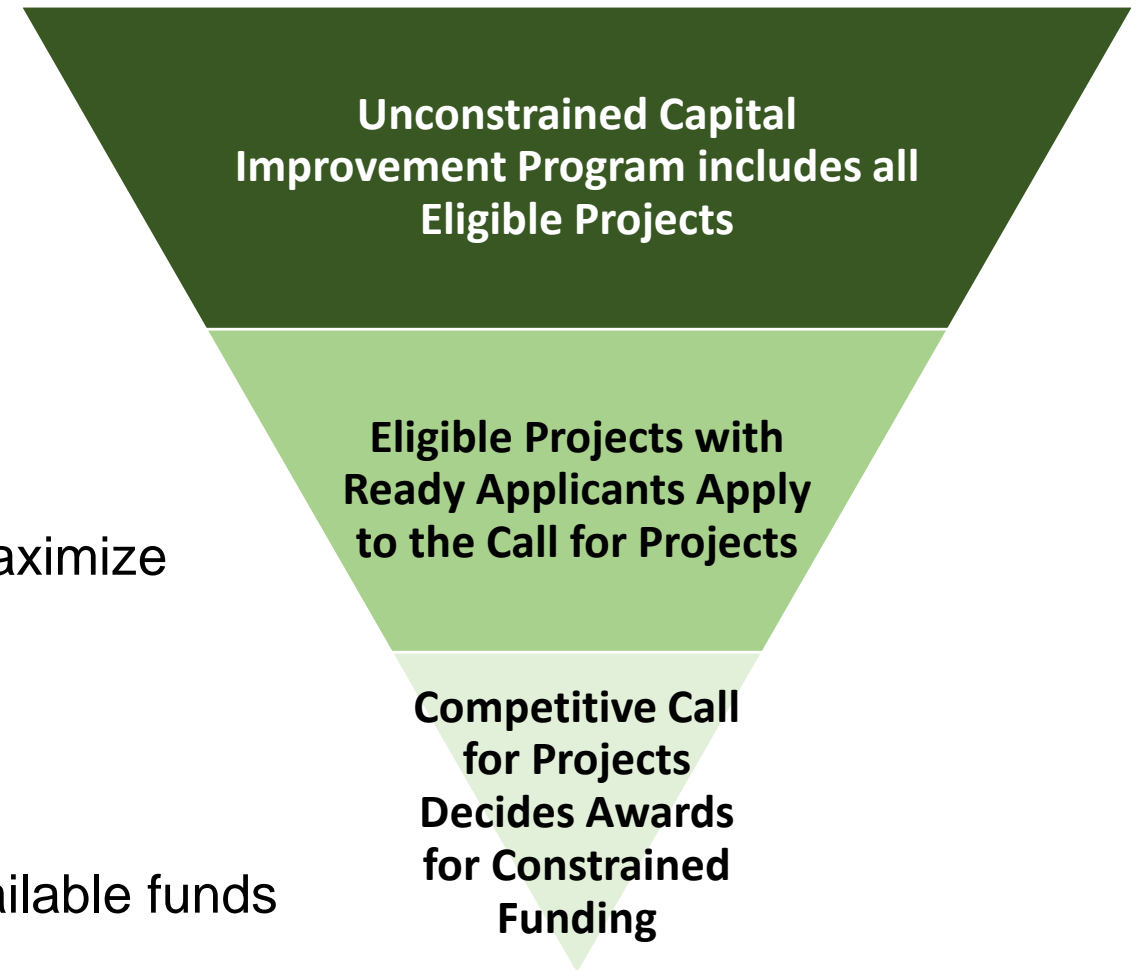 Unconstrained Capital
Improvement Program includes all
Eligible Projects
Eligible Projects with
Ready Applicants Apply
to the Call for Projects
Competitive Call
for Projects
Decides Awards
for Constrained
Funding
aximize
ailable funds